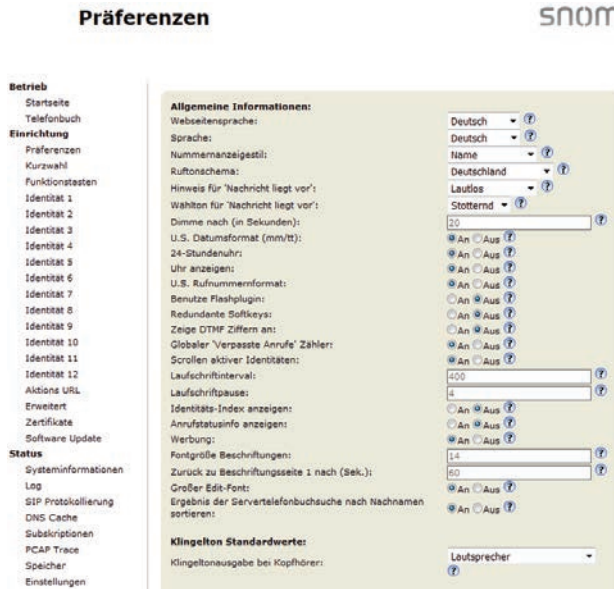 Präferenzen
snom
Betrieb
Startseite
Telefonbuch
Einrichtung
Präferenzen
Kurzwahl
Funktionstasten
Identität 1
Identität 2
Identität 3
Identität 4
Identität 5
Identität 6
Identität 7
Identität 8
Identität 9
Identität 10
Identität 11
Identität 12
Aktions URL
Erweitert
Zertifikate
Software Update
Status
Systeminformationen
Log
SIP Protokollierung
DNS Cache
Subskriptionen
PCAP Trace
Speicher
Einstellungen
Allgemeine Informationen:
Webseitensprache: Deutsch ?
Sprache: Deutsch ?
Nummernanzeigestil: Name ?
Ruftonschema: Deutschland ?
Hinweis für 'Nachricht liegt vor': Lautlos ?
Wählton für 'Nachricht liegt vor': Stotternd ?
Dimme nach (in Sekunden): 20 ?
U.S. Datumsformat (mm/tt): An Aus ?
24-Stundenuhr: An Aus ?
Uhr anzeigen: An Aus ?
U.S. Rufnummernformat: An Aus ?
Benutze Flashplugin: An Aus ?
Redundante Softkeys: An Aus ?
Zeige DTMF Ziffern an: An Aus ?
Globaler 'Verpasste Anrufe' Zähler: An Aus ?
Scrollen aktiver Identitäten: An Aus ?
Laufschriftinterval: 400 ?
Laufschriftpause: 4 ?
Identitäts-Index anzeigen: An Aus ?
Anrufstatusinfo anzeigen: An Aus ?
Werbung: An Aus ?
Fontgröße Beschriftungen: 14 ?
Zurück zu Beschriftungsseite 1 nach (Sek.): 60 ?
Großer Edit-Font: An Aus ?
Ergebnis der Servertelefonbuchsuche nach Nachnamen
sortieren: An Aus ?
Klingelton Standardwerte:
Klingeltonausgabe bei Kopfhörer: Lautsprecher
?